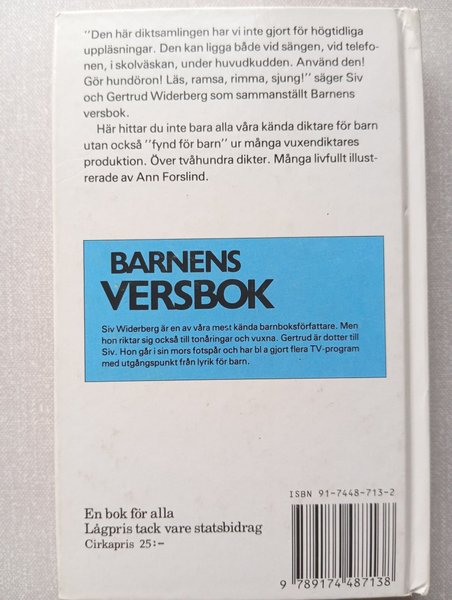 "Den här diktsamlingen har vi inte gjort för högtidliga
uppläsningar. Den kan ligga både vid sängen, vid telefo-
nen, i skolväskan, under huvudkudden. Använd den!
Gör hundöron! Läs, ramsa, rimma, sjung!" säger Siv
och Gertrud Widerberg som sammanställt Barnens
versbok.
Här hittar du inte bara alla våra kända diktare för barn
utan också "fynd för barn" ur många vuxendiktares
produktion. Över tvåhundra dikter. Många livfullt illust-
rerade av Ann Forslind.
BARNENS
VERSBOK
Siv Widerberg är en av våra mest kända barnboksförfattare. Men
hon riktar sig också till tonåringar och vuxna. Gertrud är dotter till
Siv. Hon går i sin mors fotspår och har bl a gjort flera TV-program
med utgångspunkt från lyrik för barn.
ISBN 91-7448-713-2
En bok för alla
Lågpris tack vare statsbidrag
Cirkapris 25:–
9 789174 487138